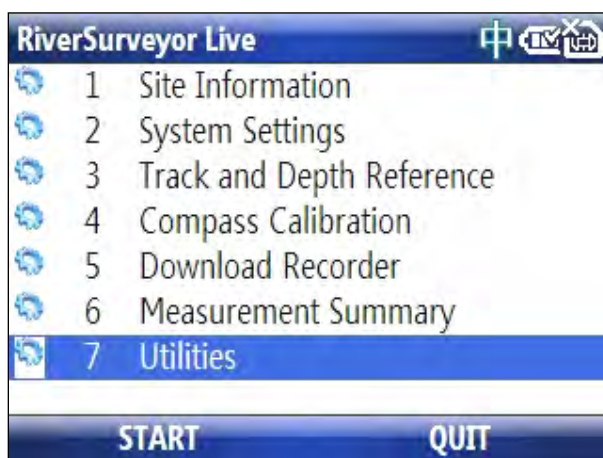 RiverSurveyor Live 中
1 Site Information
2 System Settings
3 Track and Depth Reference
4 Compass Calibration
5 Download Recorder
6 Measurement Summary
7 Utilities
START QUIT